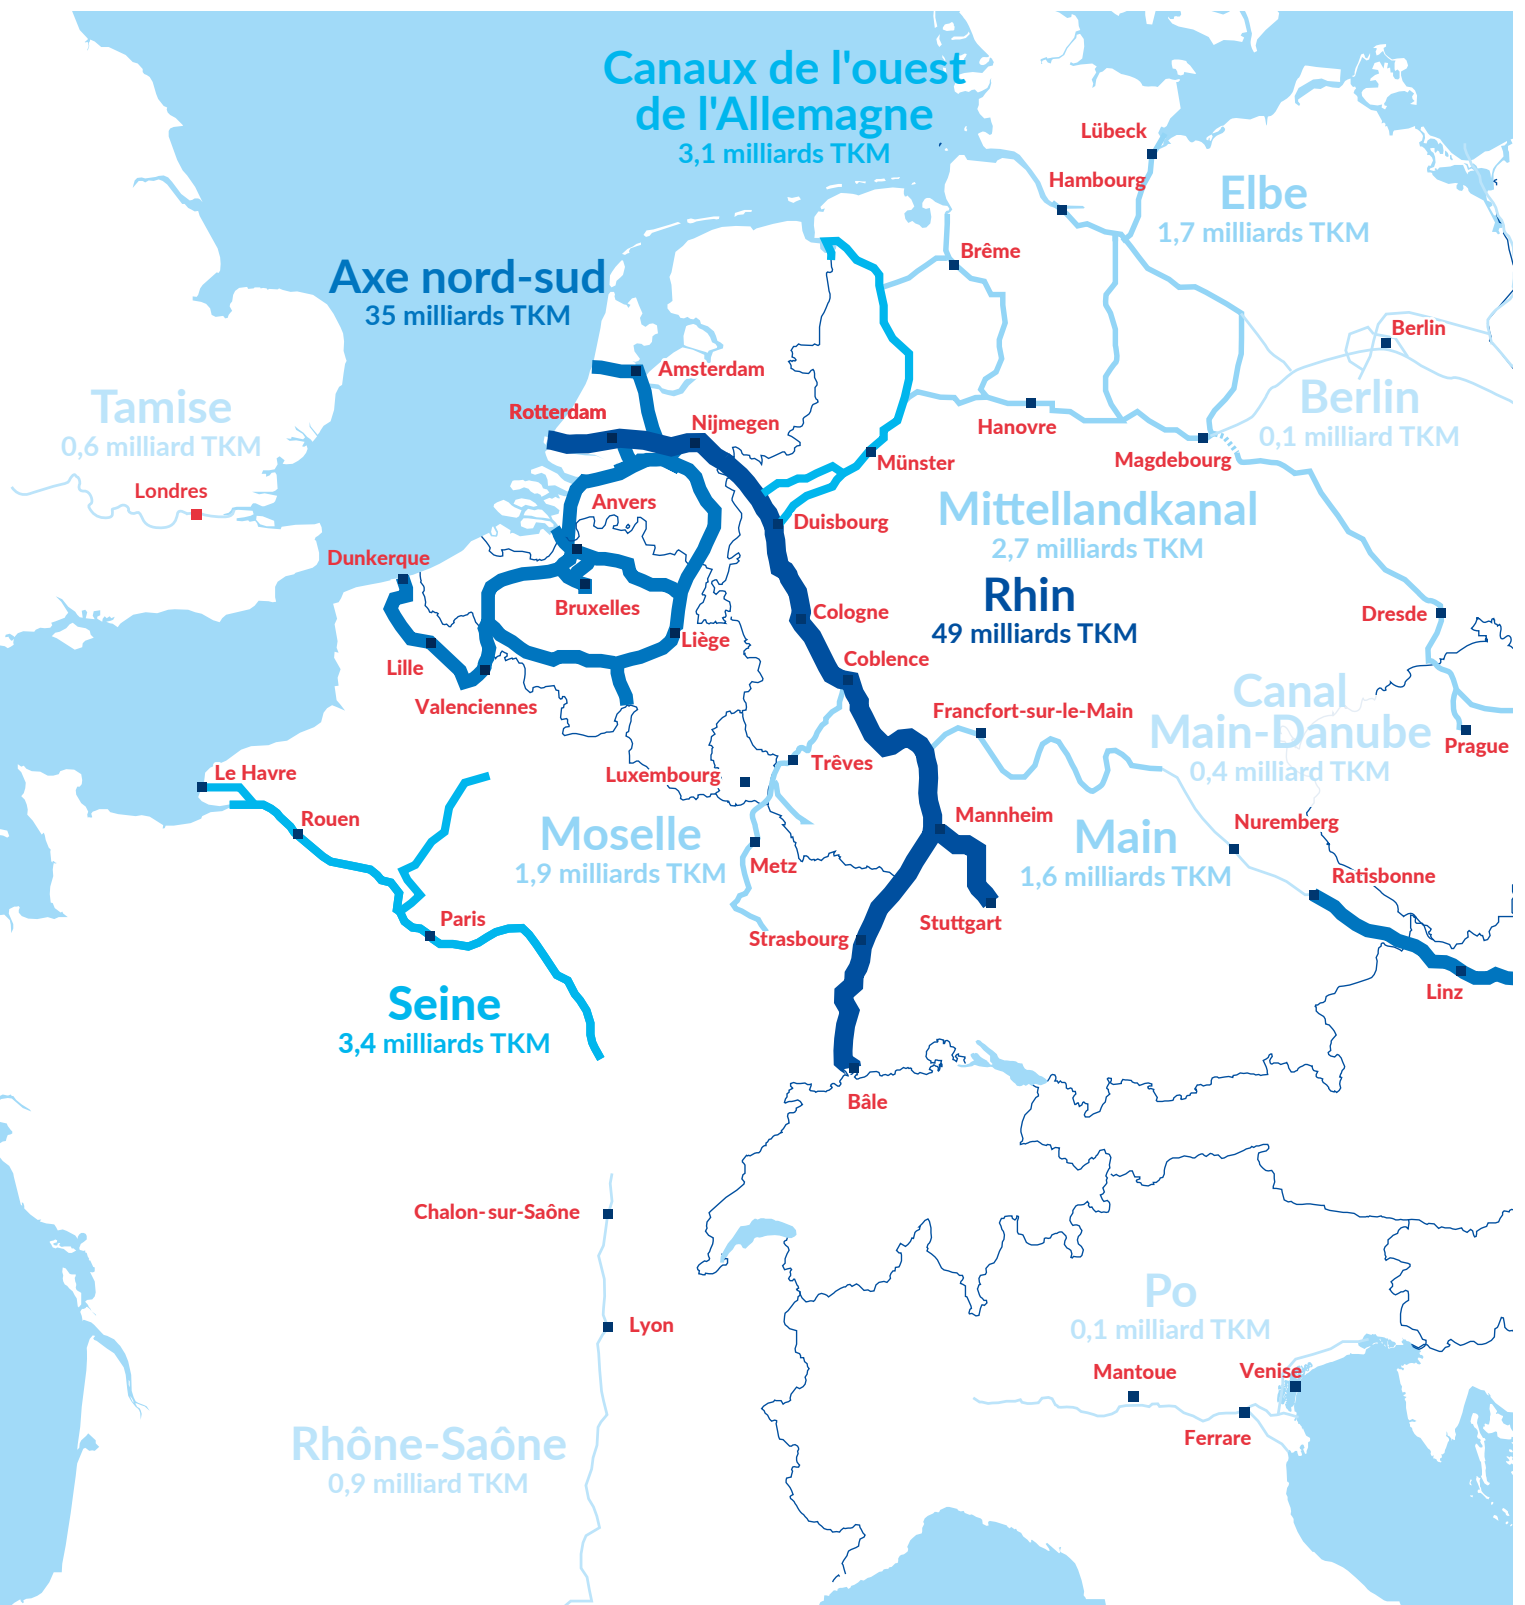 Canaux de l'ouest
de l'Allemagne
3,1 milliards TKM
Lübeck
Hambourg
Elbe
1,7 milliards TKM
Brême
Axe nord-sud
35 milliards TKM
Berlin
Amsterdam
Tamise
0,6 milliard TKM
Berlin
0,1 milliard TKM
Rotterdam
Nijmegen
Hanovre
Münster
Magdebourg
Londres
Anvers
Duisbourg
Mittellandkanal
2,7 milliards TKM
Dunkerque
Rhin
49 milliards TKM
Bruxelles
Cologne
Dresde
Liège
Lille
Coblence
Valenciennes
Francfort-sur-le-Main
Canal
Main-Danube
0,4 milliard TKM
Prague
Le Havre
Luxembourg
Trêves
Rouen
Mannheim
Nuremberg
Moselle
1,9 milliards TKM
Main
1,6 milliards TKM
Metz
Ratisbonne
Paris
Stuttgart
Strasbourg
Seine
3,4 milliards TKM
Linz
Bâle
Chalon-sur-Saône
Lyon
Po
0,1 milliard TKM
Mantoue
Venise
Ferrare
Rhône-Saône
0,9 milliard TKM